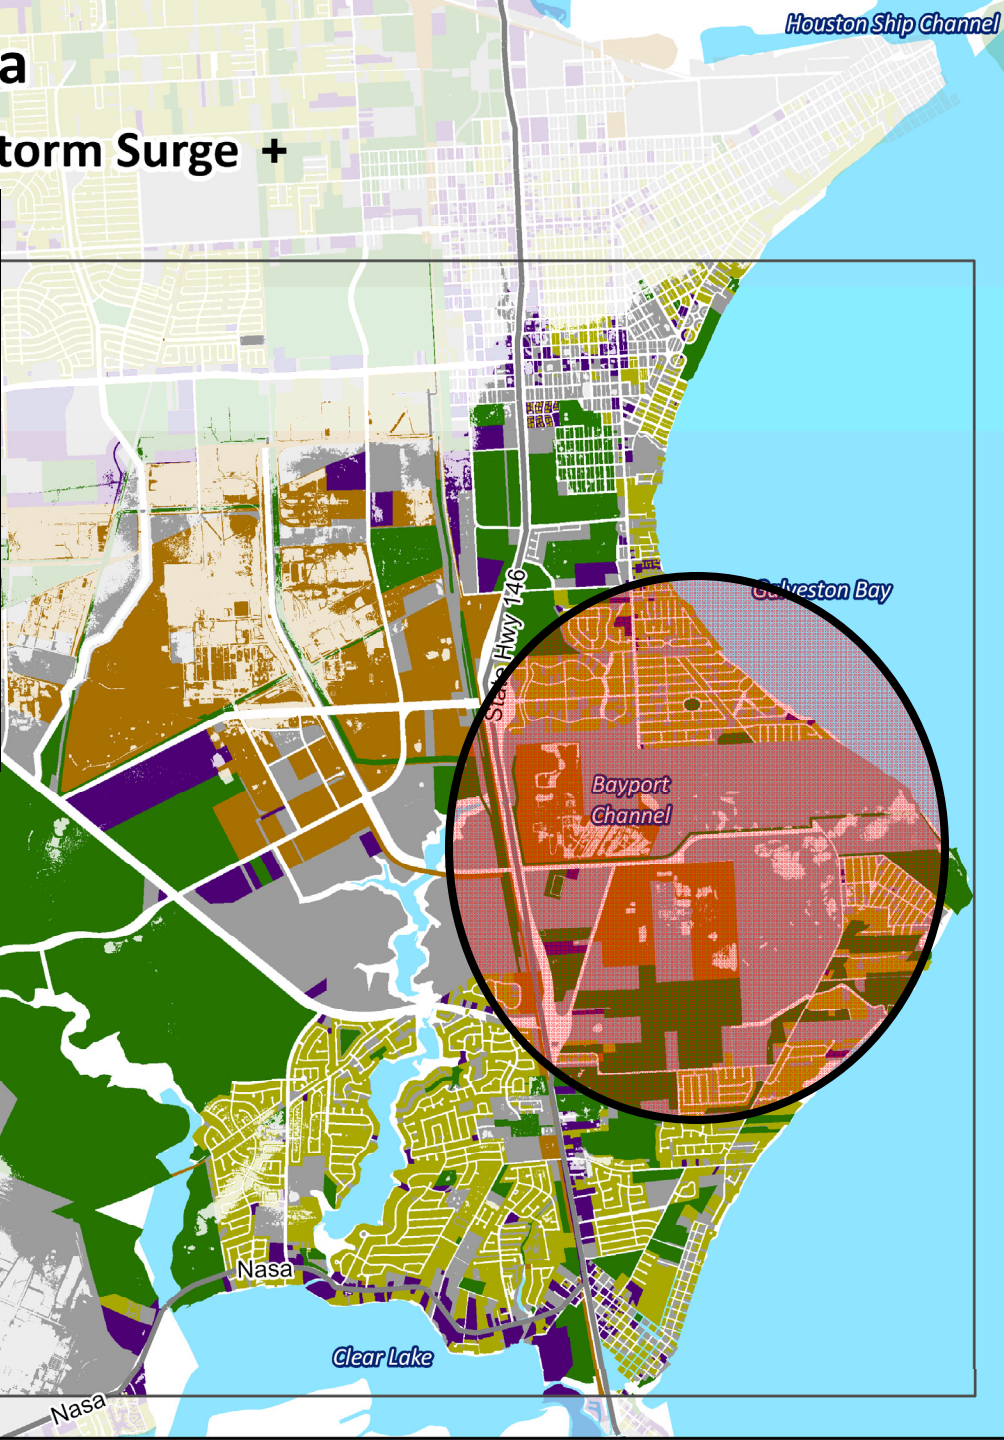 Houston Ship Channel
a
torm Surge +
Galveston Bay
State Hwy 146
Bayport
Channel
Nasa
Clear Lake
Nasa